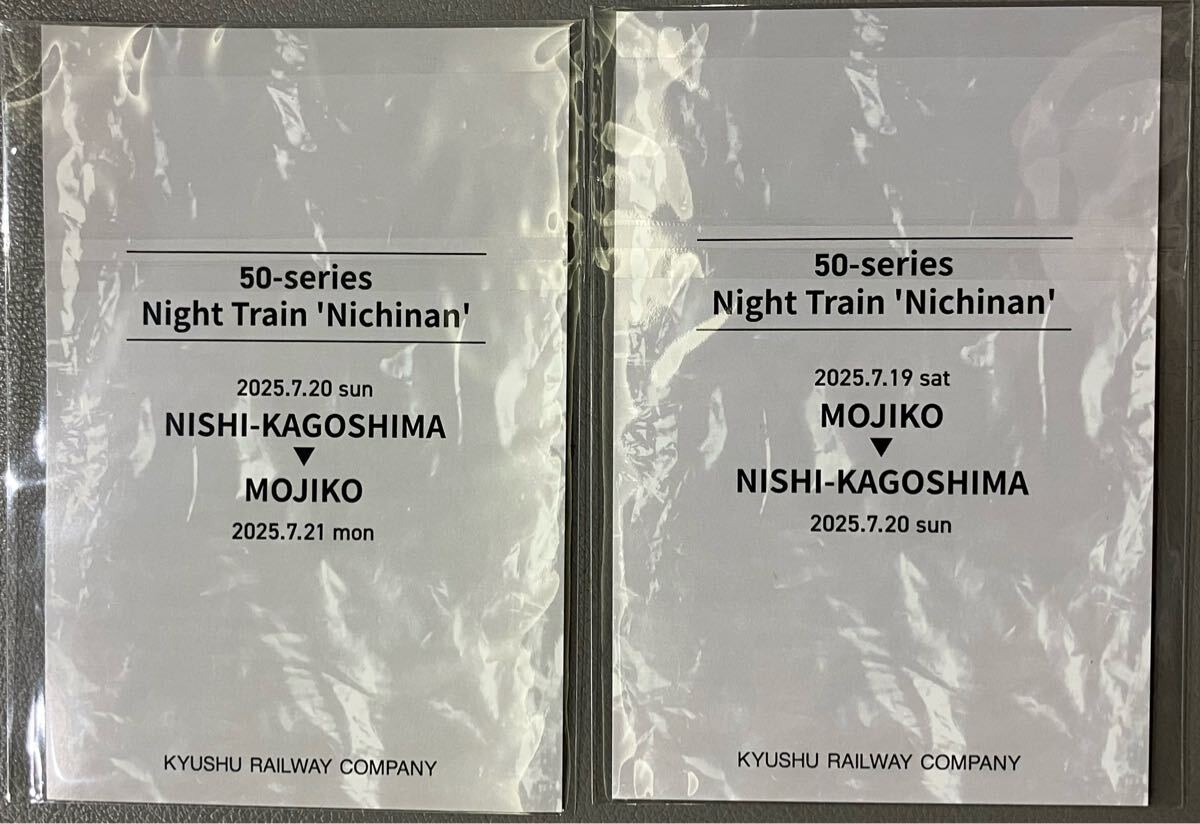 50-series
Night Train 'Nichinan'
2025.7.20 sun
NISHI-KAGOSHIMA
▼
MOJIKO
2025.7.21 mon
KYUSHU RAILWAY COMPANY
50-series
Night Train 'Nichinan'
2025.7.19 sat
MOJIKO
▼
NISHI-KAGOSHIMA
2025.7.20 sun
KYUSHU RAILWAY COMPANY